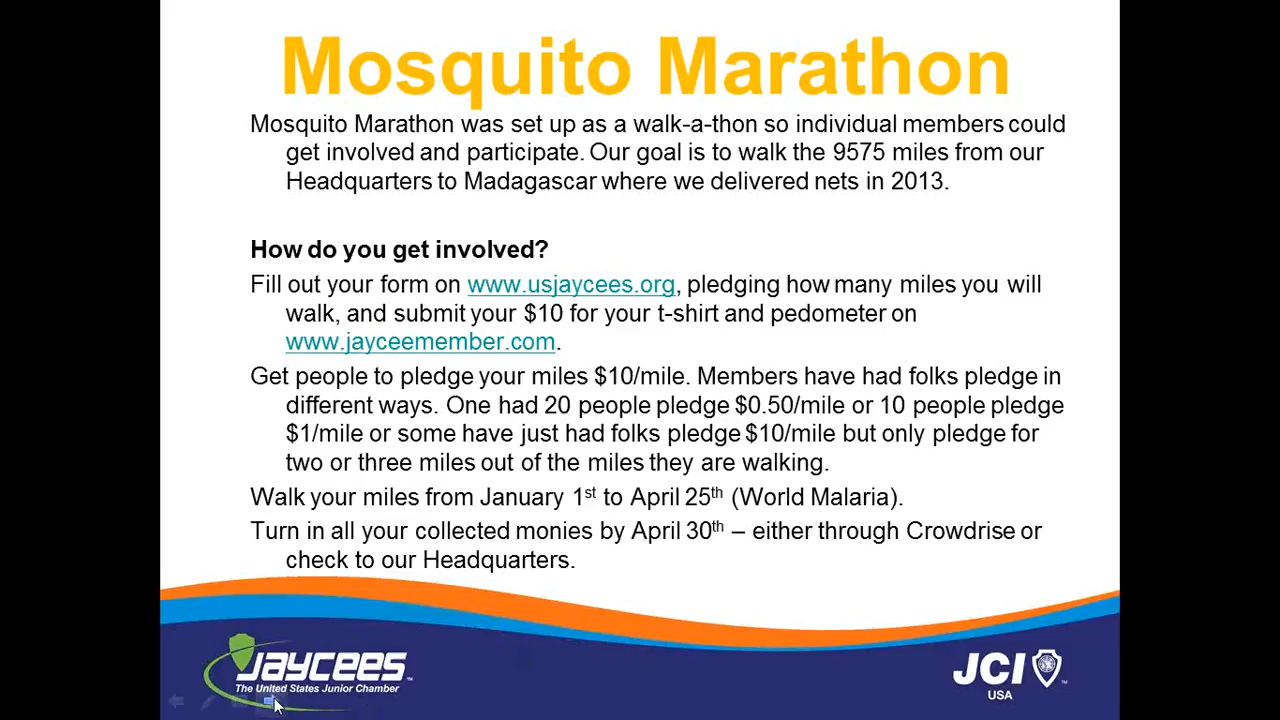 Mosquito Marathon
Mosquito Marathon was set up as a walk-a-thon so individual members could
get involved and participate. Our goal is to walk the 9575 miles from our
Headquarters to Madagascar where we delivered nets in 2013.
How do you get involved?
Fill out your form on www.usjaycees.org, pledging how many miles you will
walk, and submit your $10 for your t-shirt and pedometer on
www.jayceemember.com.
Get people to pledge your miles $10/mile. Members have had folks pledge in
different ways. One had 20 people pledge $0.50/mile or 10 people pledge
$1/mile or some have just had folks pledge $10/mile but only pledge for
two or three miles out of the miles they are walking.
Walk your miles from January 1st to April 25th (World Malaria).
Turn in all your collected monies by April 30th – either through Crowdrise or
check to our Headquarters.
JAYCEES™
The United States Junior Chamber
JCI™
USA